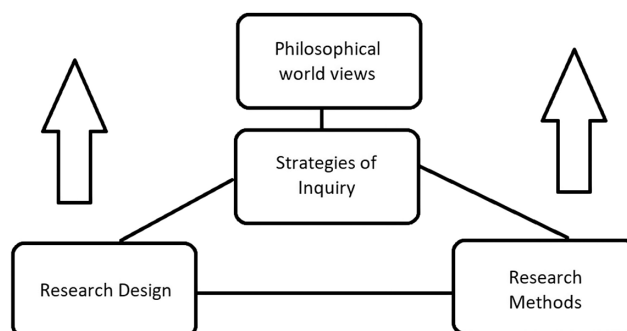 Philosophical
world views
Strategies of
Inquiry
Research Design
Research
Methods